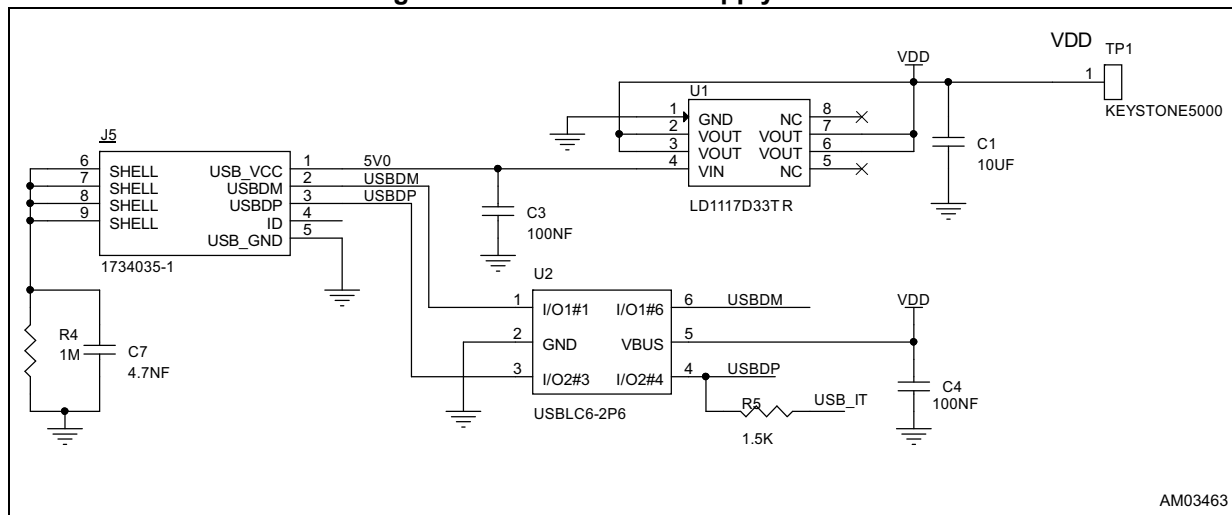 VDD
TP1
1
KEYSTONE5000
VDD
U1
1
2
3
4
GND
VOUT
VOUT
VIN
NC
VOUT
VOUT
NC
8
7
6
5
LD1117D33TR
C1
10UF
J5
6
7
8
9
SHELL
SHELL
SHELL
SHELL
USB_VCC
USBDM
USBDP
ID
USB_GND
1
2
3
4
5
5V0
USBDM
USBDP
1734035-1
C3
100NF
R4
1M
C7
4.7NF
U2
1
2
3
I/O1#1
GND
I/O2#3
I/O1#6
VBUS
I/O2#4
6
5
4
USBDM
USBDP
USBLC6-2P6
R5
1.5K
USB_IT
VDD
C4
100NF
AM03463